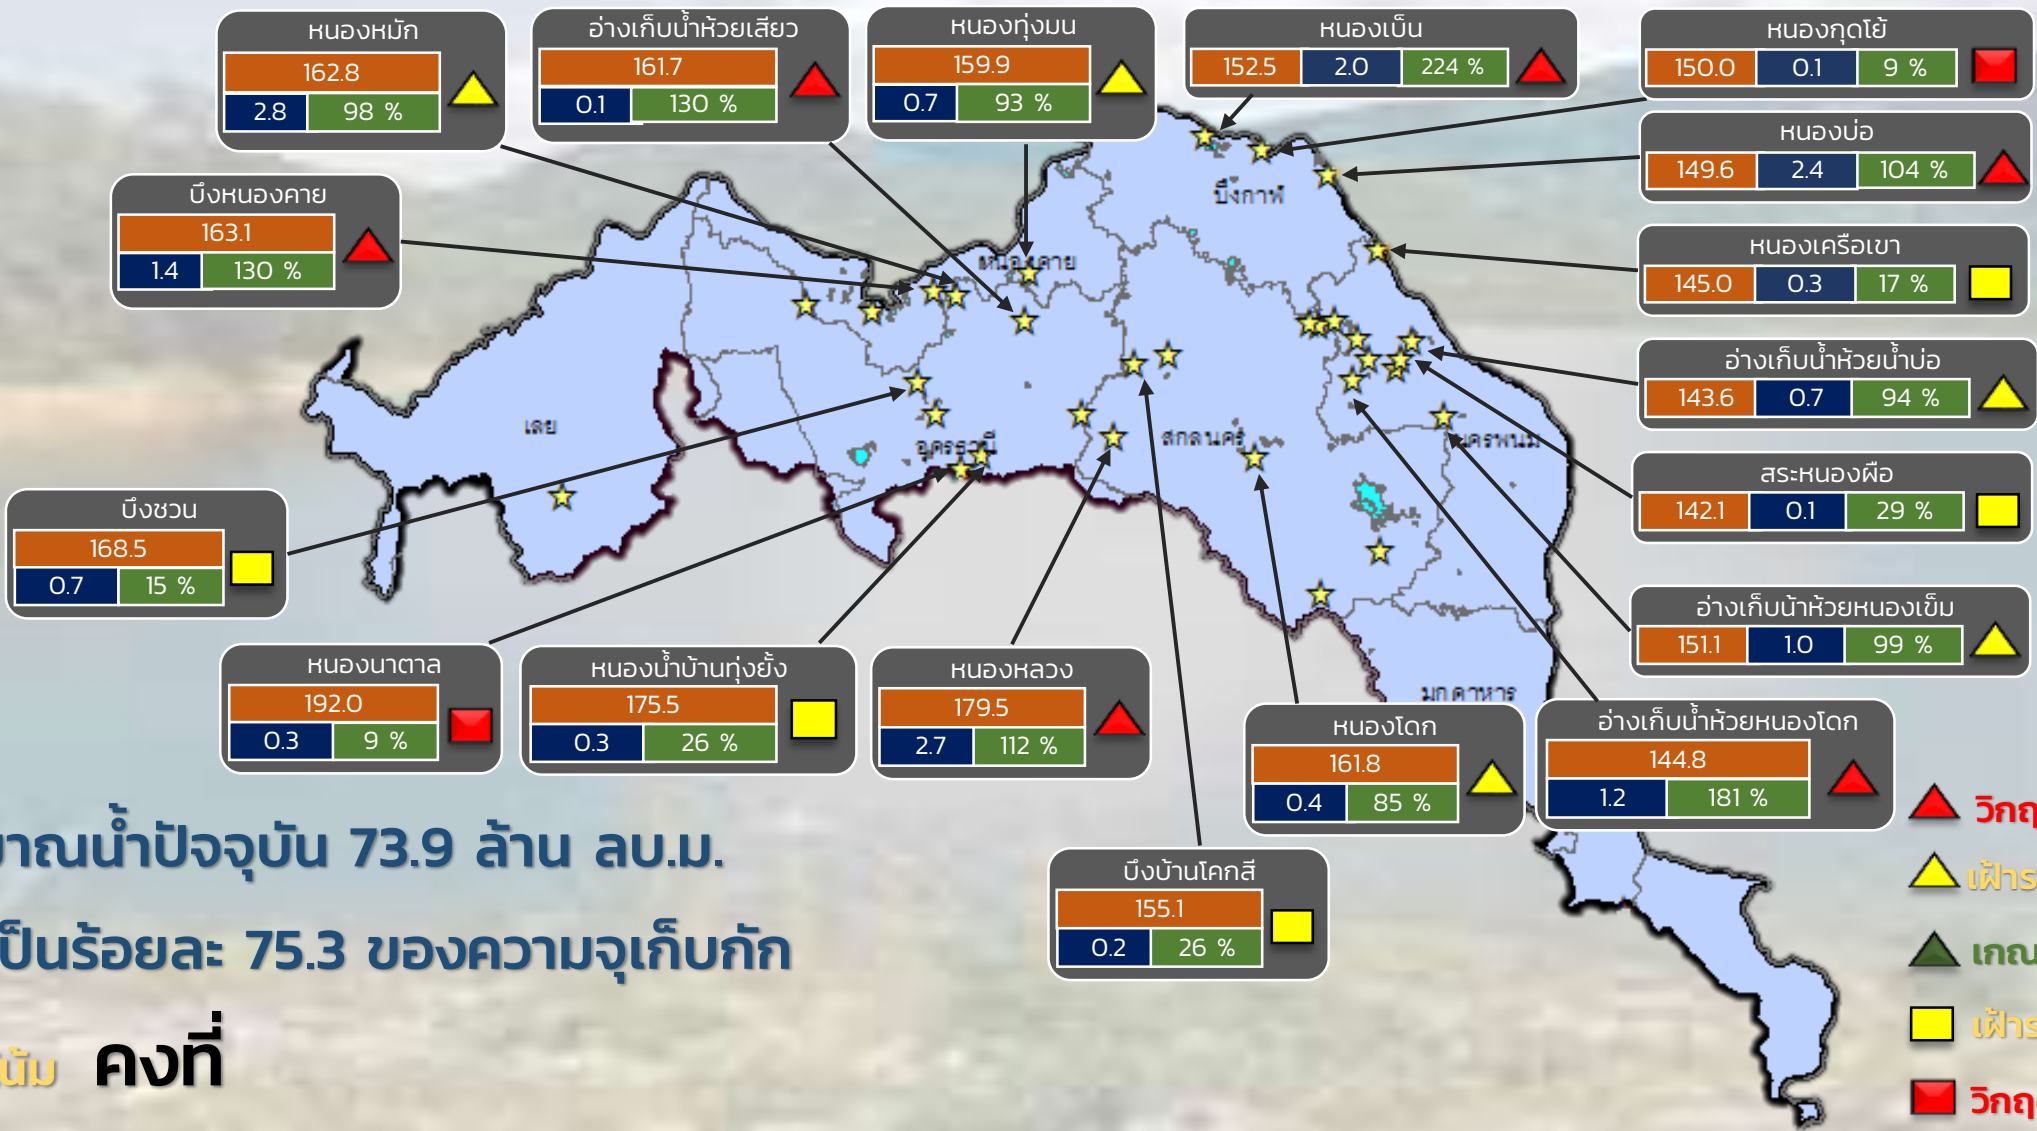 หนองหมัก
162.8
2.8 98 %
อ่างเก็บน้ำห้วยเสียว
161.7
0.1 130 %
หนองทุ่งมน
159.9
0.7 93 %
หนองเบ็น
152.5 2.0 224 %
หนองกุดโย้
150.0 0.1 9 %
หนองบ่อ
149.6 2.4 104 %
บึงหนองคาย
163.1
1.4 130 %
หนองเครือเขา
145.0 0.3 17 %
อ่างเก็บน้ำห้วยน้ำบ่อ
143.6 0.7 94 %
สระหนองผือ
142.1 0.1 29 %
อ่างเก็บน้าห้วยหนองเข็ม
151.1 1.0 99 %
บึงกาฬ
หนองคาย
เลย
อุดรธานี
สกลนคร
นครพนม
มุกดาหาร
บึงชวน
168.5
0.7 15 %
หนองนาตาล
192.0
0.3 9 %
หนองน้ำบ้านทุ่งยั้ง
175.5
0.3 26 %
หนองหลวง
179.5
2.7 112 %
หนองโดก
161.8
0.4 85 %
อ่างเก็บน้ำห้วยหนองโดก
144.8
1.2 181 %
บึงบ้านโคกสี
155.1
0.2 26 %
มาณน้ำปัจจุบัน 73.9 ล้าน ลบ.ม.
เป็นร้อยละ 75.3 ของความจุเก็บกัก
น้ม คงที่
วิกฤ
เฝ้าร
เกณ
เฝ้าร
วิกฤ